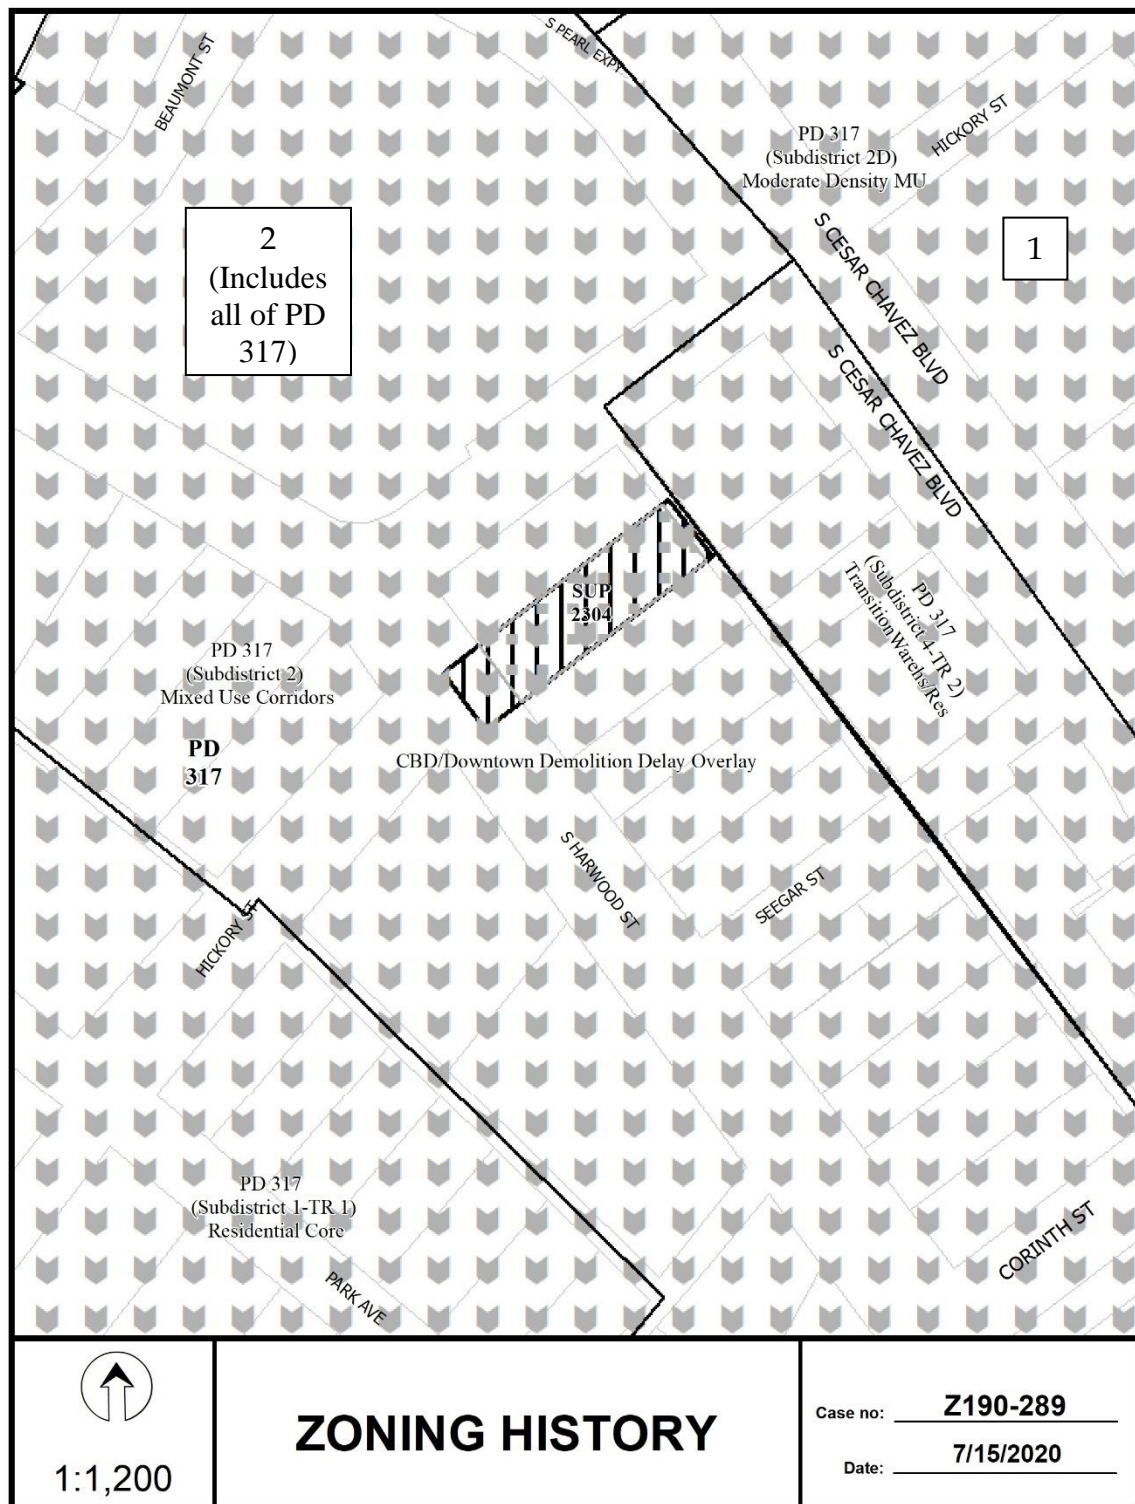 S PEARL EXPY
BEAUMONT ST
HICKORY ST
PD 317
(Subdistrict 2D)
Moderate Density MU
2
(Includes
all of PD
317)
1
S CESAR CHAVEZ BLVD
S CESAR CHAVEZ BLVD
SUP
2304
PD 317
(Subdistrict 4-TR 2)
Transition Warehs/Res
PD 317
(Subdistrict 2)
Mixed Use Corridors
PD
317
CBD/Downtown Demolition Delay Overlay
S HARWOOD ST
SEEGAR ST
HICKORY ST
PD 317
(Subdistrict 1-TR 1)
Residential Core
PARK AVE
CORINTH ST
1:1,200
ZONING HISTORY
Case no: Z190-289
Date: 7/15/2020